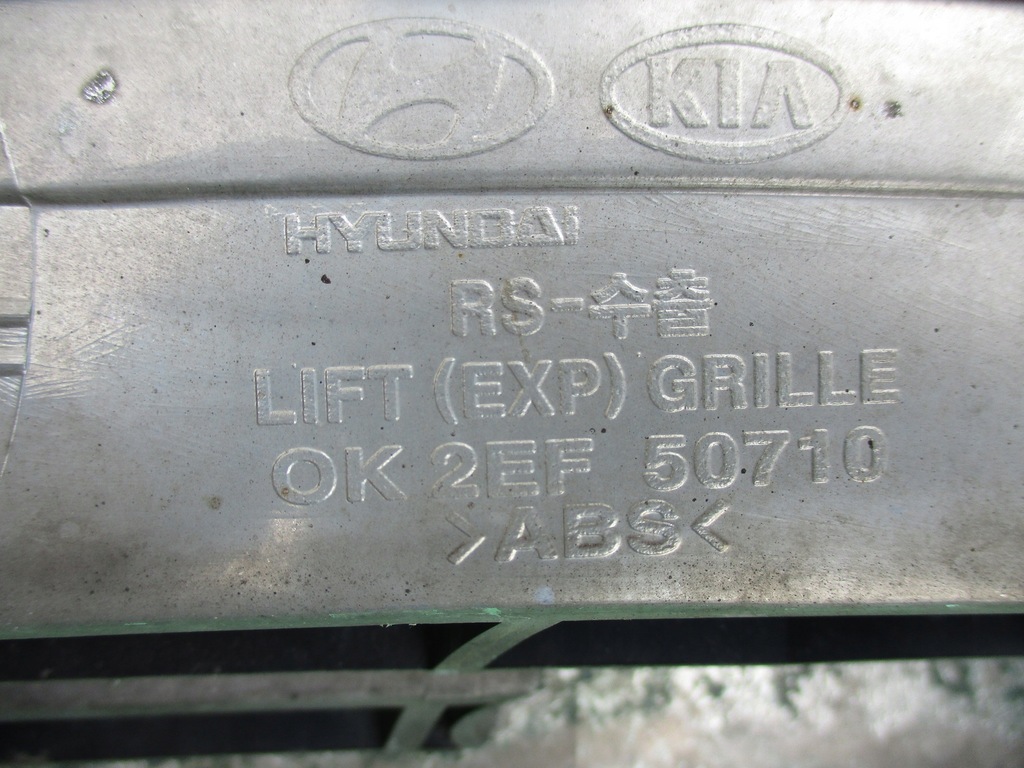 KIA
HYUNDAI
RS-수출
LIFT (EXP) GRILLE
OK 2EF 50710
>ABS<